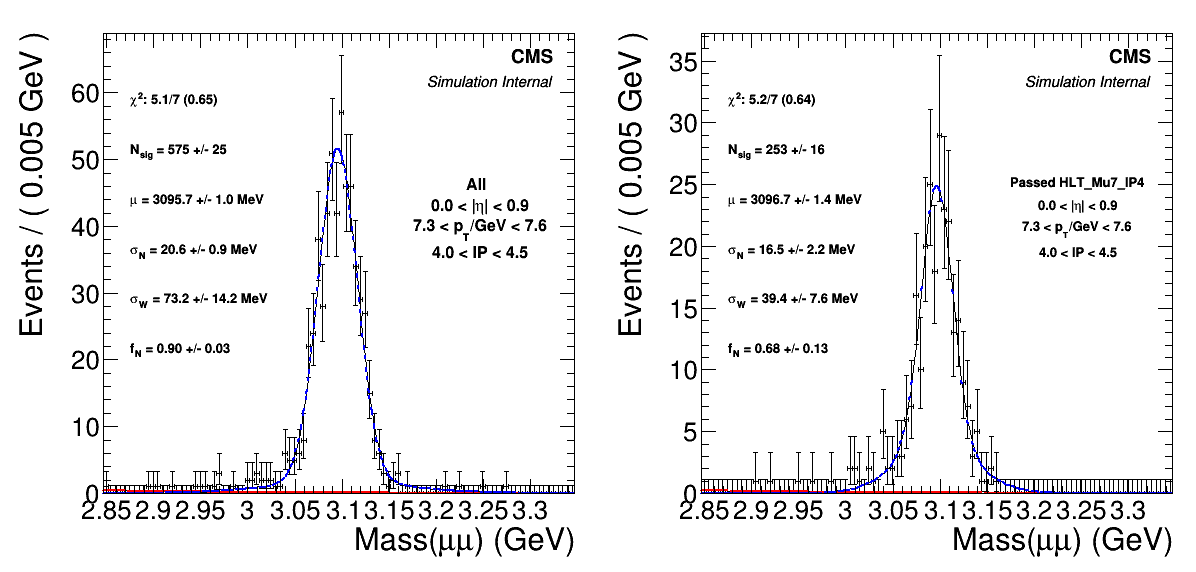 Events / ( 0.005 GeV )
60
50
40
30
20
10
0
CMS
Simulation Internal
χ²: 5.1/7 (0.65)
N_sig = 575 +/- 25
μ = 3095.7 +/- 1.0 MeV
σ_N = 20.6 +/- 0.9 MeV
σ_W = 73.2 +/- 14.2 MeV
f_N = 0.90 +/- 0.03
All
0.0 < |η| < 0.9
7.3 < p_T/GeV < 7.6
4.0 < IP < 4.5
2.85 2.9 2.95 3 3.05 3.1 3.15 3.2 3.25 3.3
Mass(μμ) (GeV)
Events / ( 0.005 GeV )
35
30
25
20
15
10
5
0
CMS
Simulation Internal
χ²: 5.2/7 (0.64)
N_sig = 253 +/- 16
μ = 3096.7 +/- 1.4 MeV
σ_N = 16.5 +/- 2.2 MeV
σ_W = 39.4 +/- 7.6 MeV
f_N = 0.68 +/- 0.13
Passed HLT_Mu7_IP4
0.0 < |η| < 0.9
7.3 < p_T/GeV < 7.6
4.0 < IP < 4.5
2.85 2.9 2.95 3 3.05 3.1 3.15 3.2 3.25 3.3
Mass(μμ) (GeV)